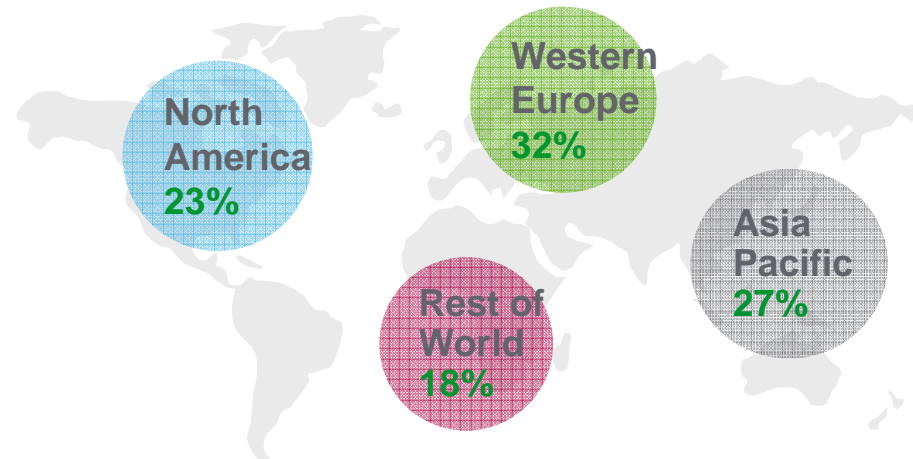 North
America
23%
Western
Europe
32%
Asia
Pacific
27%
Rest of
World
18%